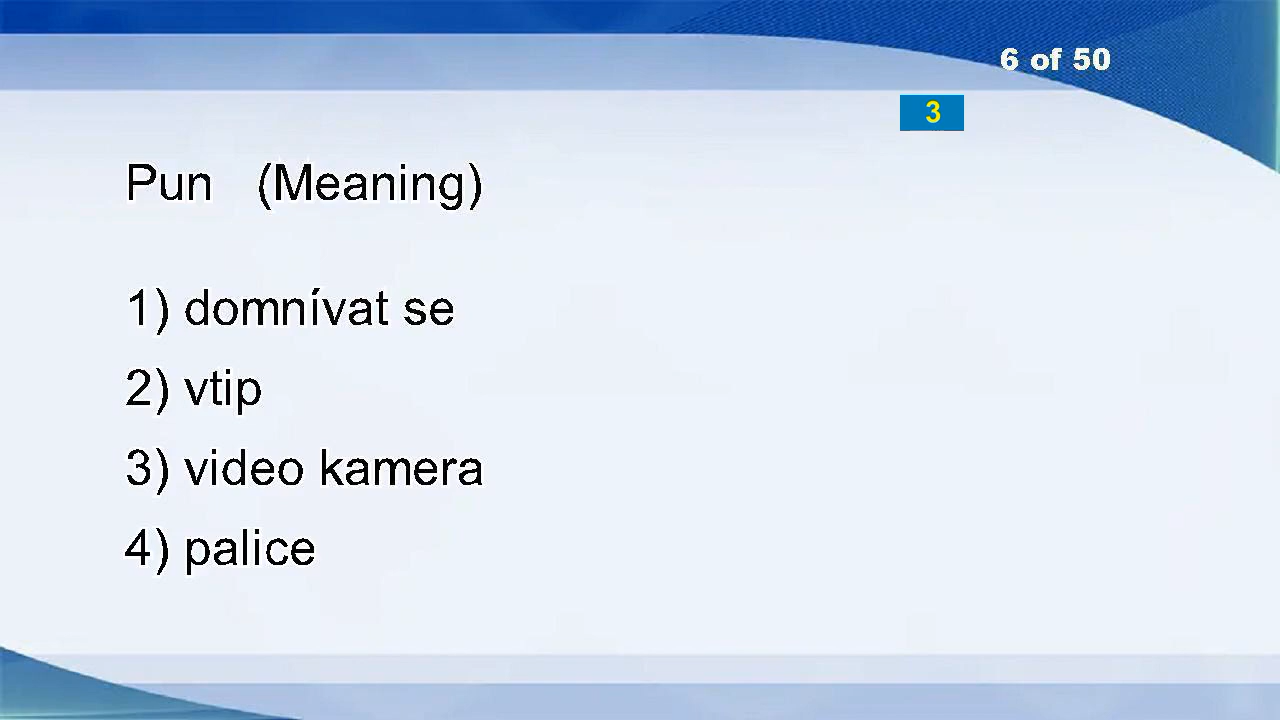 6 of 50
3
Pun (Meaning)
1) domnívat se
2) vtip
3) video kamera
4) palice